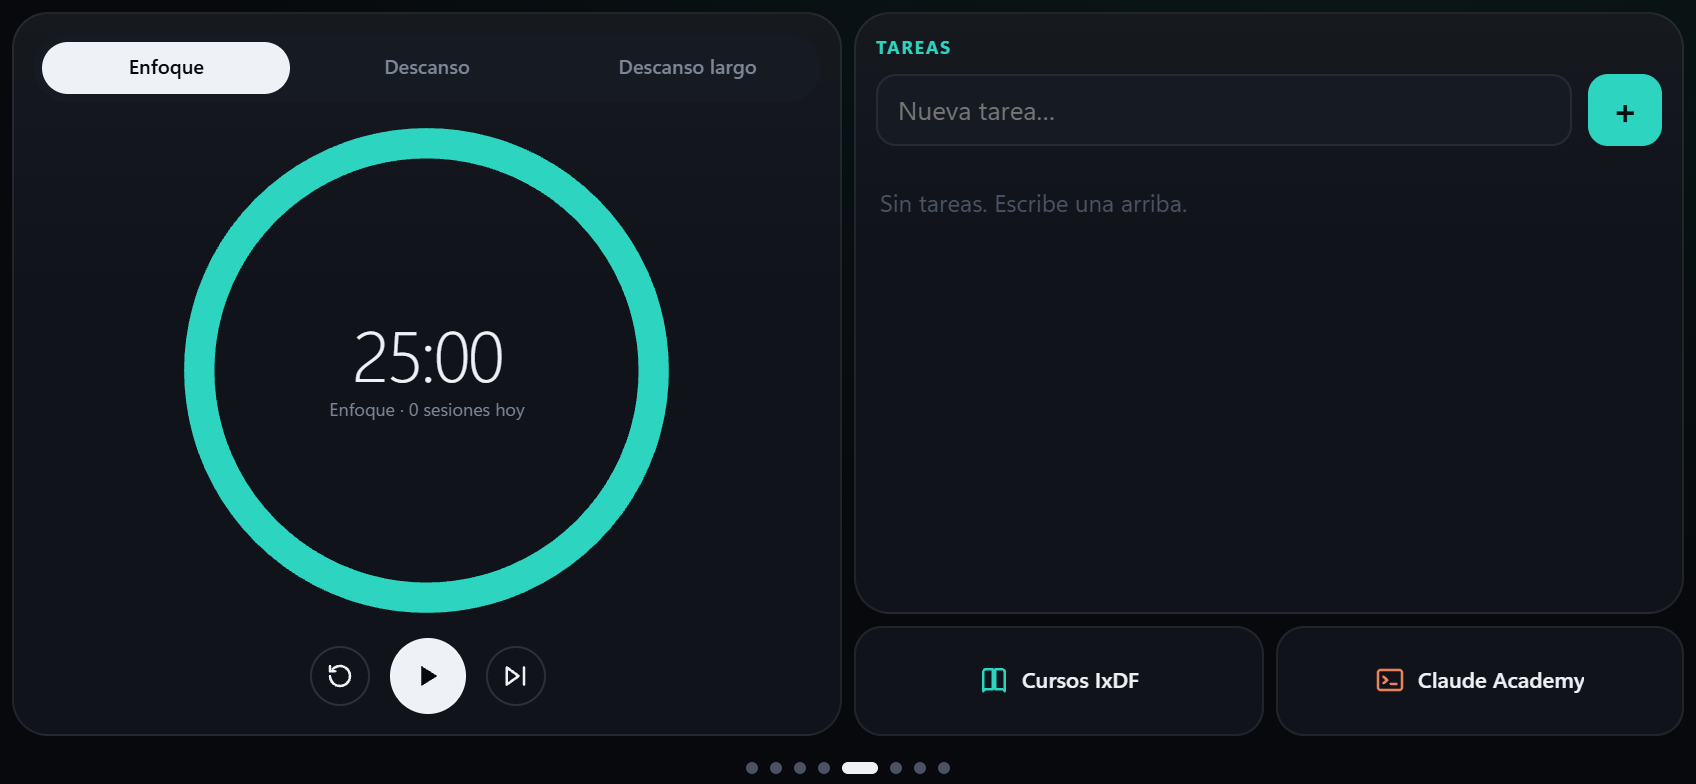 Enfoque
Descanso
Descanso largo
25:00
Enfoque · 0 sesiones hoy
TAREAS
Nueva tarea...
+
Sin tareas. Escribe una arriba.
Cursos IxDF
Claude Academy